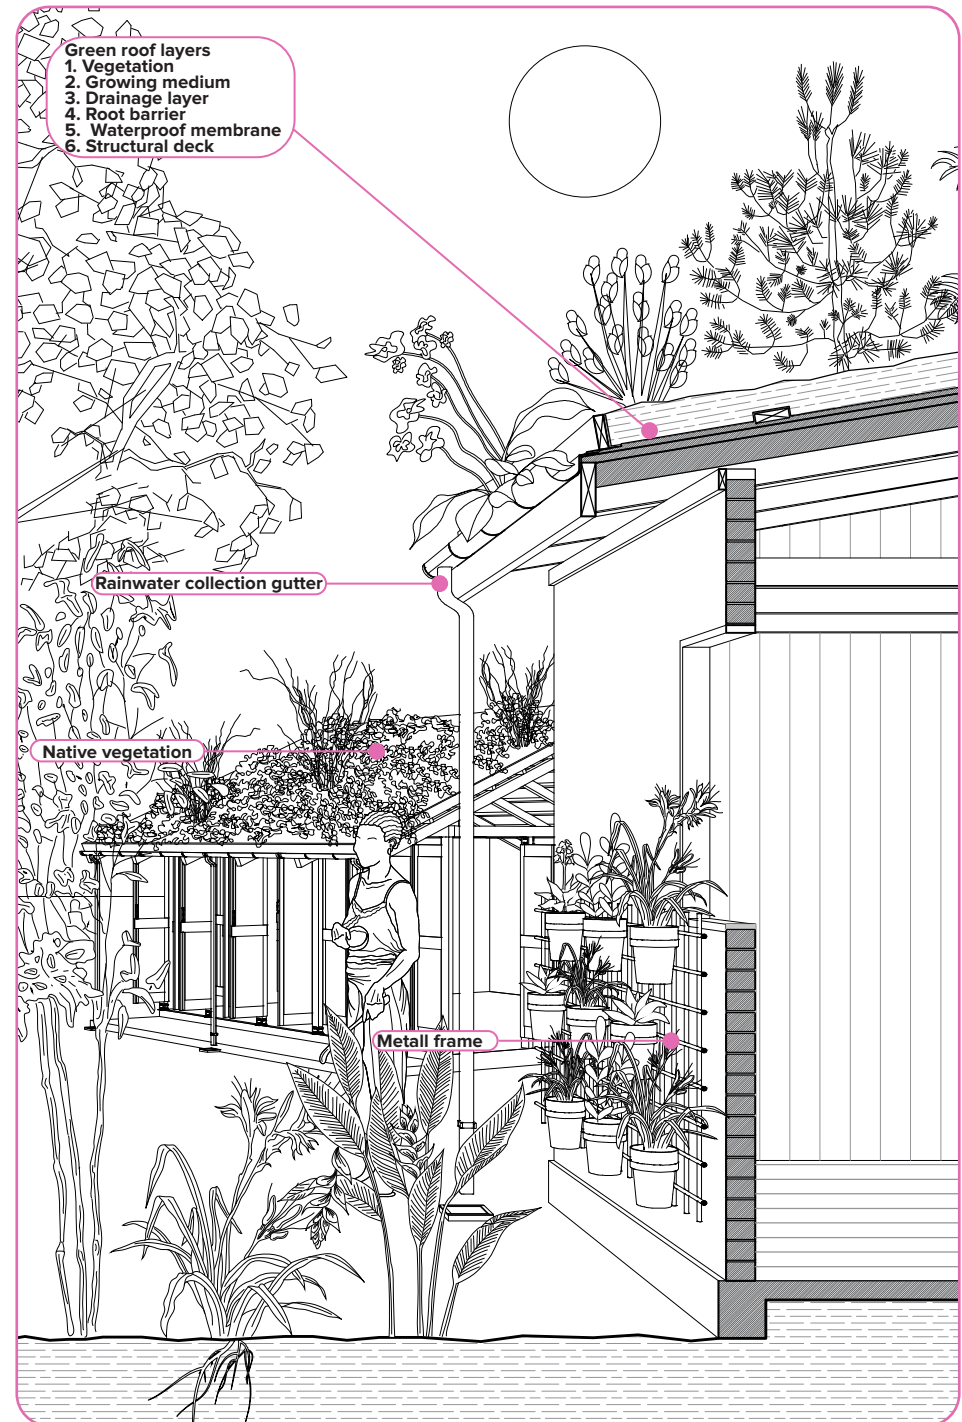 Green roof layers
1. Vegetation
2. Growing medium
3. Drainage layer
4. Root barrier
5. Waterproof membrane
6. Structural deck
Rainwater collection gutter
Native vegetation
Metall frame